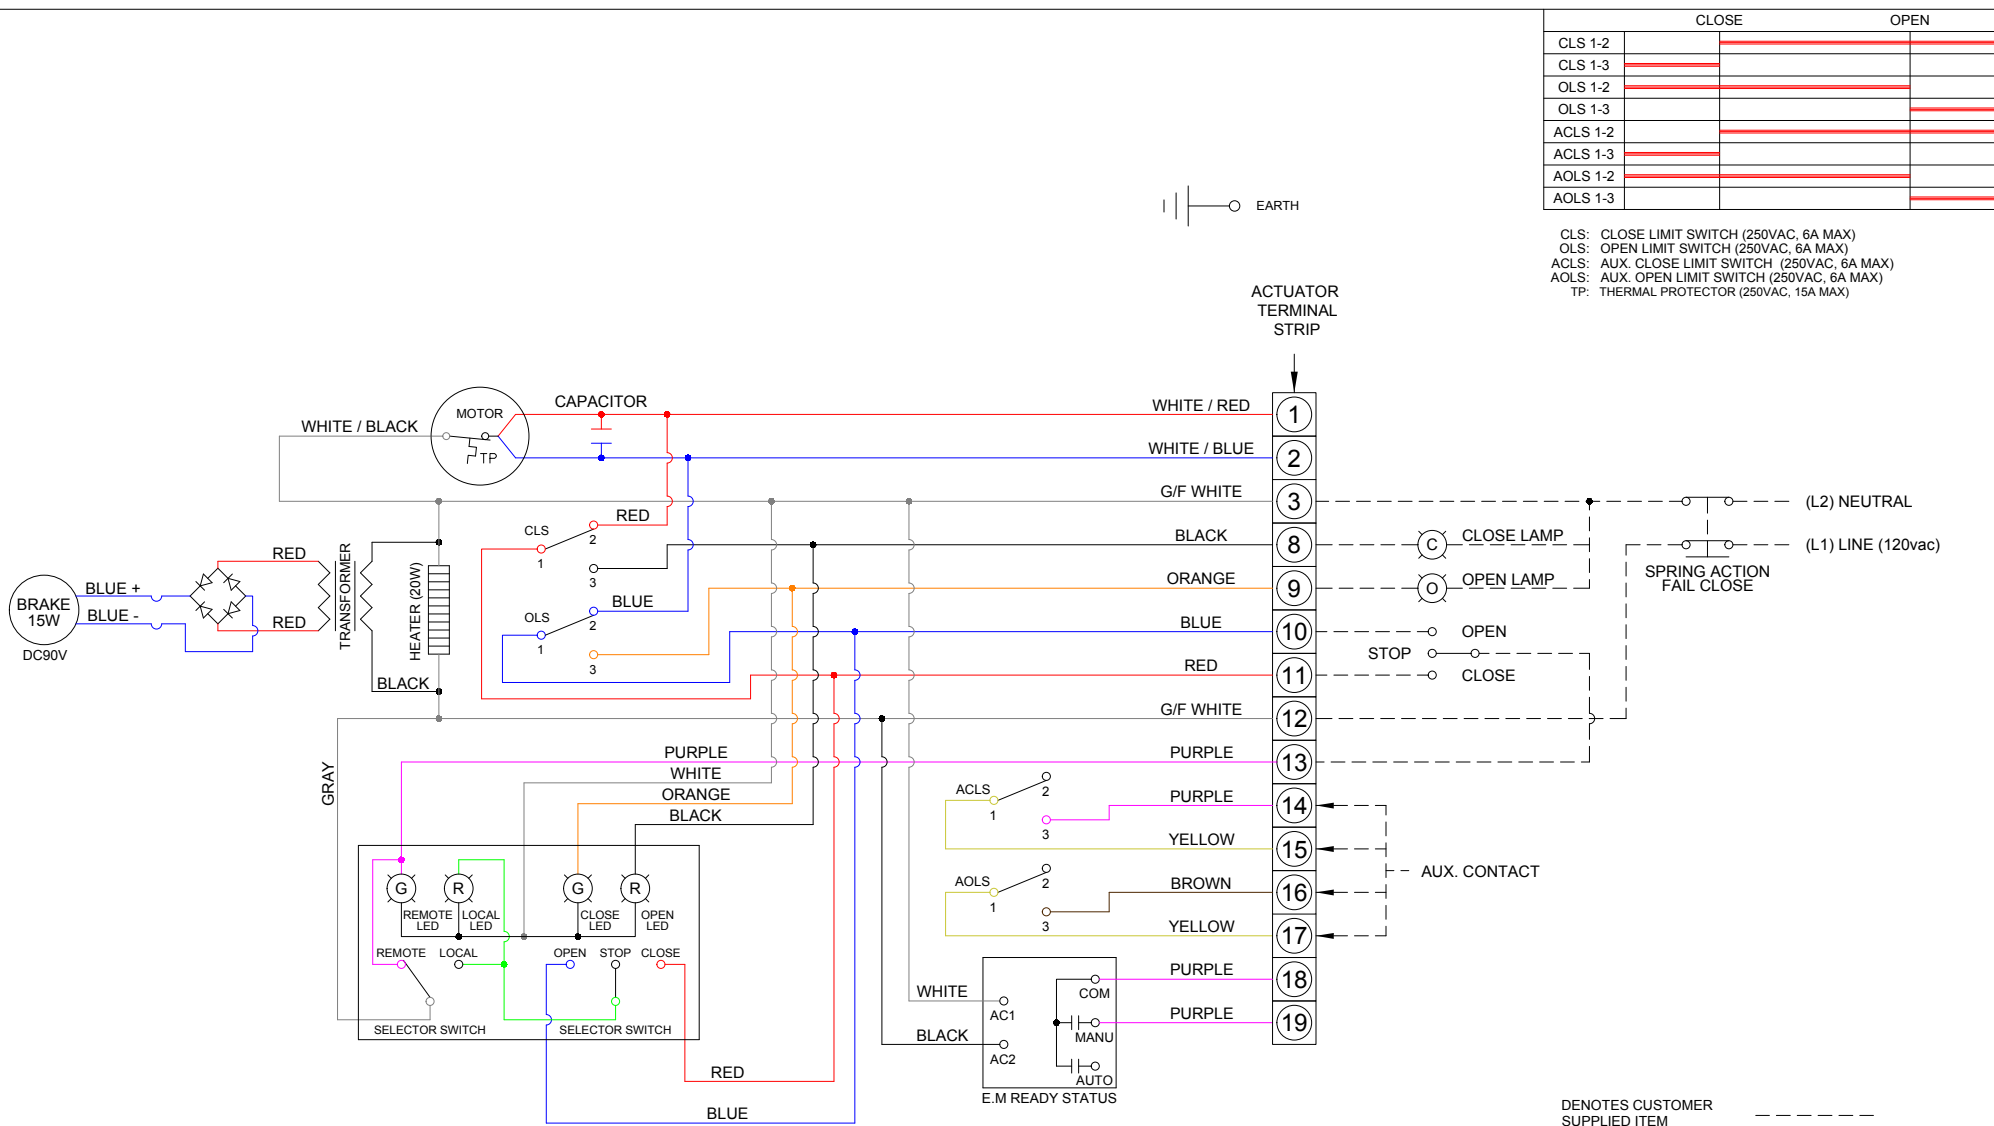 CLOSE OPEN
CLS 1-2
CLS 1-3
OLS 1-2
OLS 1-3
ACLS 1-2
ACLS 1-3
AOLS 1-2
AOLS 1-3
CLS: CLOSE LIMIT SWITCH (250VAC, 6A MAX)
OLS: OPEN LIMIT SWITCH (250VAC, 6A MAX)
ACLS: AUX. CLOSE LIMIT SWITCH (250VAC, 6A MAX)
AOLS: AUX. OPEN LIMIT SWITCH (250VAC, 6A MAX)
TP: THERMAL PROTECTOR (250VAC, 15A MAX)
EARTH
ACTUATOR
TERMINAL
STRIP
WHITE / BLACK
MOTOR
TP
CAPACITOR
WHITE / RED
1
WHITE / BLUE
2
G/F WHITE
3
(L2) NEUTRAL
BLACK
8
C
CLOSE LAMP
(L1) LINE (120vac)
ORANGE
9
O
OPEN LAMP
SPRING ACTION
FAIL CLOSE
BLUE
10
OPEN
STOP
RED
11
CLOSE
G/F WHITE
12
PURPLE
13
PURPLE
14
YELLOW
15
AUX. CONTACT
BROWN
16
YELLOW
17
PURPLE
18
PURPLE
19
CLS
1
2
3
RED
OLS
1
2
3
BLUE
BRAKE
15W
DC90V
BLUE +
BLUE -
RED
RED
TRANSFORMER
HEATER (20W)
BLACK
GRAY
PURPLE
WHITE
ORANGE
BLACK
G
R
G
R
REMOTE
LED
LOCAL
LED
CLOSE
LED
OPEN
LED
REMOTE
LOCAL
OPEN
STOP
CLOSE
SELECTOR SWITCH
SELECTOR SWITCH
RED
BLUE
ACLS
1
2
3
AOLS
1
2
3
WHITE
AC1
BLACK
AC2
COM
MANU
AUTO
E.M READY STATUS
DENOTES CUSTOMER
SUPPLIED ITEM